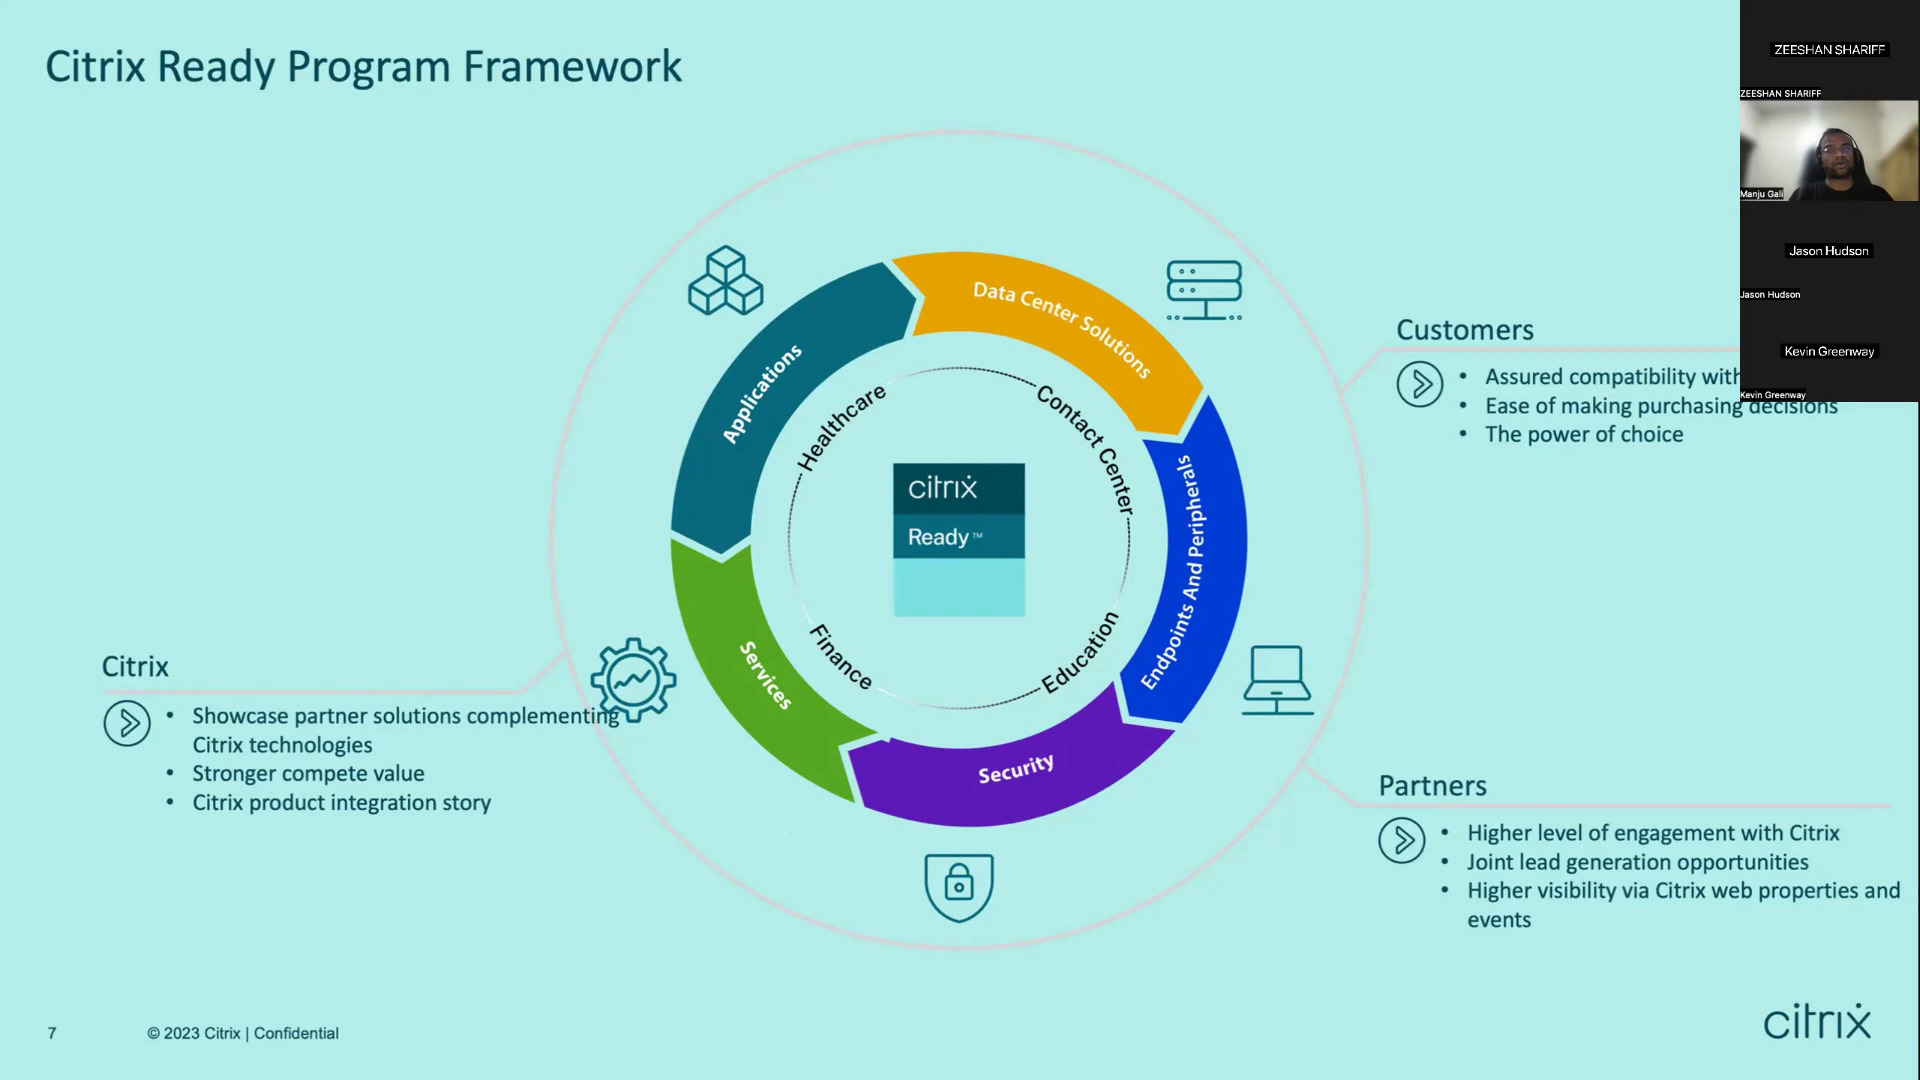 Citrix Ready Program Framework
ZEESHAN SHARIFF
ZEESHAN SHARIFF
Manju Gali
Jason Hudson
Jason Hudson
Kevin Greenway
Kevin Greenway
Applications
Data Center Solutions
Endpoints And Peripherals
Security
Services
Healthcare
Contact Center
Education
Finance
citrix
Ready™
Customers
• Assured compatibility with
• Ease of making purchasing decisions
• The power of choice
Citrix
• Showcase partner solutions complementing
Citrix technologies
• Stronger compete value
• Citrix product integration story
Partners
• Higher level of engagement with Citrix
• Joint lead generation opportunities
• Higher visibility via Citrix web properties and
events
7
© 2023 Citrix | Confidential
citrix